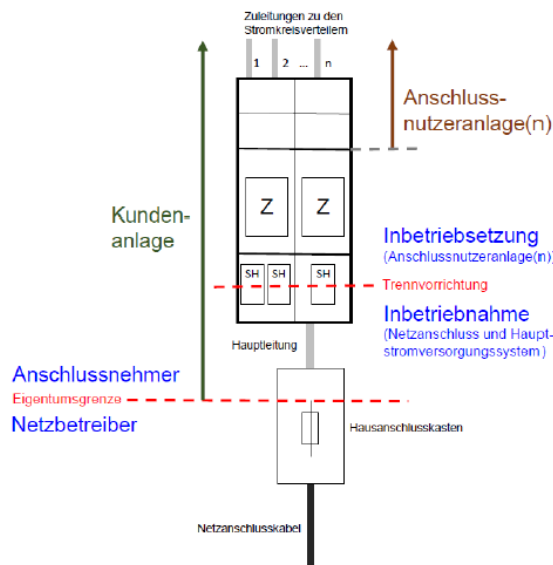 Zuleitungen zu den
Stromkreisverteilern
1 2 ... n
Anschluss-
nutzeranlage(n)
Kunden-
anlage
Z Z
Inbetriebsetzung
(Anschlussnutzeranlage(n))
SH SH SH
Trennvorrichtung
Inbetriebnahme
(Netzanschluss und Haupt-
stromversorgungssystem)
Hauptleitung
Anschlussnehmer
Eigentumsgrenze
Netzbetreiber
Hausanschlusskasten
Netzanschlusskabel